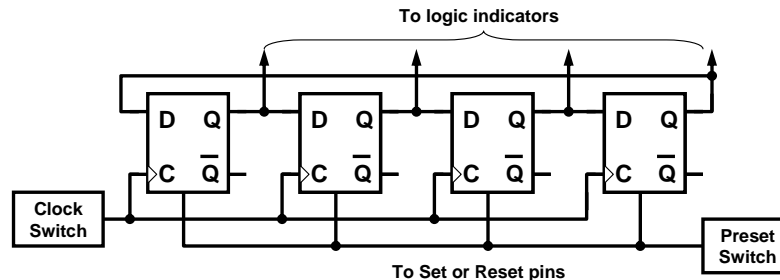 To logic indicators
D Q D Q D Q D Q
C Q̅ C Q̅ C Q̅ C Q̅
Clock
Switch
Preset
Switch
To Set or Reset pins